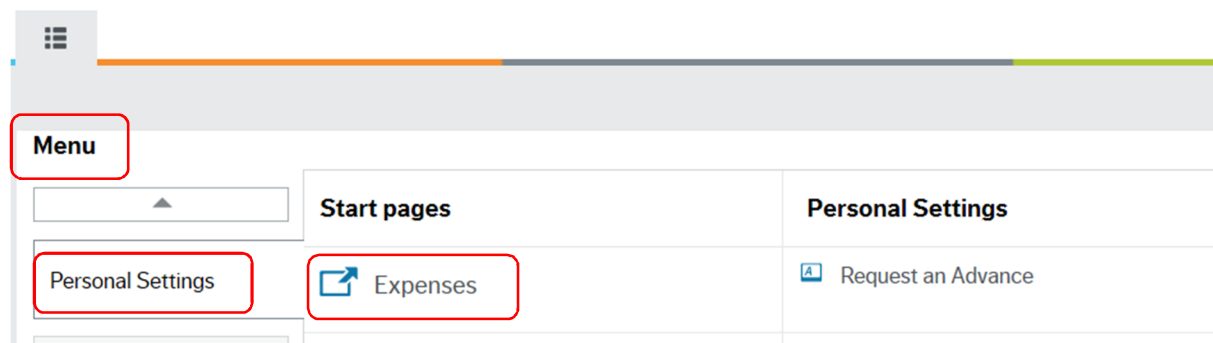 Menu
Start pages
Personal Settings
Personal Settings
Expenses
Request an Advance